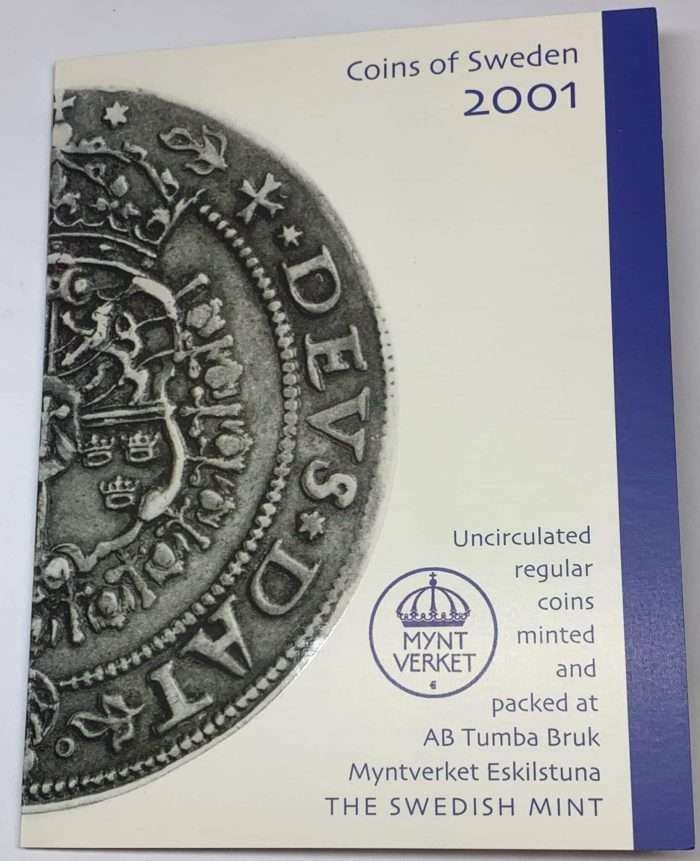 Coins of Sweden
2001
DEVS·DAT
Uncirculated
regular
coins
minted
and
packed at
AB Tumba Bruk
Myntverket Eskilstuna
THE SWEDISH MINT
MYNT
VERKET
€